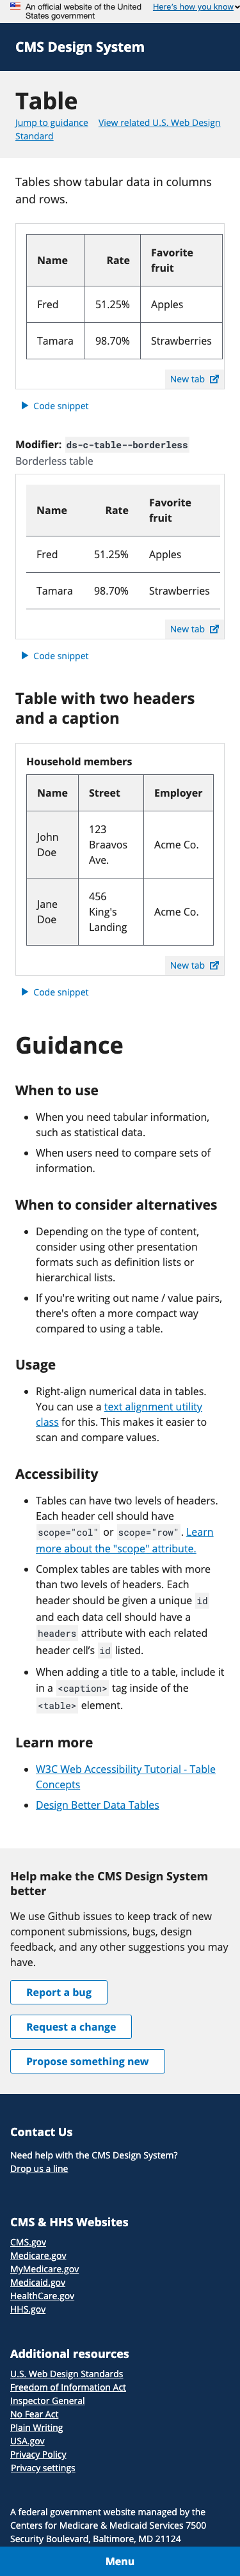 An official website of the United States government
Here's how you know
CMS Design System
Table
Jump to guidance
View related U.S. Web Design
Standard
Tables show tabular data in columns
and rows.
Name
Rate
Favorite
fruit
Fred
51.25%
Apples
Tamara
98.70%
Strawberries
New tab
Code snippet
Modifier: ds-c-table--borderless
Borderless table
Name
Rate
Favorite
fruit
Fred
51.25%
Apples
Tamara
98.70%
Strawberries
New tab
Code snippet
Table with two headers
and a caption
Household members
Name
Street
Employer
John
Doe
123
Braavos
Ave.
Acme Co.
Jane
Doe
456
King's
Landing
Acme Co.
New tab
Code snippet
Guidance
When to use
When you need tabular information,
such as statistical data.
When users need to compare sets of
information.
When to consider alternatives
Depending on the type of content,
consider using other presentation
formats such as definition lists or
hierarchical lists.
If you're writing out name / value pairs,
there's often a more compact way
compared to using a table.
Usage
Right-align numerical data in tables.
You can use a text alignment utility
class for this. This makes it easier to
scan and compare values.
Accessibility
Tables can have two levels of headers.
Each header cell should have
scope="col" or scope="row". Learn
more about the "scope" attribute.
Complex tables are tables with more
than two levels of headers. Each
header should be given a unique id
and each data cell should have a
headers attribute with each related
header cell’s id listed.
When adding a title to a table, include it
in a <caption> tag inside of the
<table> element.
Learn more
W3C Web Accessibility Tutorial - Table
Concepts
Design Better Data Tables
Help make the CMS Design System
better
We use Github issues to keep track of new
component submissions, bugs, design
feedback, and any other suggestions you may
have.
Report a bug
Request a change
Propose something new
Contact Us
Need help with the CMS Design System?
Drop us a line
CMS & HHS Websites
CMS.gov
Medicare.gov
MyMedicare.gov
Medicaid.gov
HealthCare.gov
HHS.gov
Additional resources
U.S. Web Design Standards
Freedom of Information Act
Inspector General
No Fear Act
Plain Writing
USA.gov
Privacy Policy
Privacy settings
A federal government website managed by the
Centers for Medicare & Medicaid Services 7500
Security Boulevard, Baltimore, MD 21124
Menu